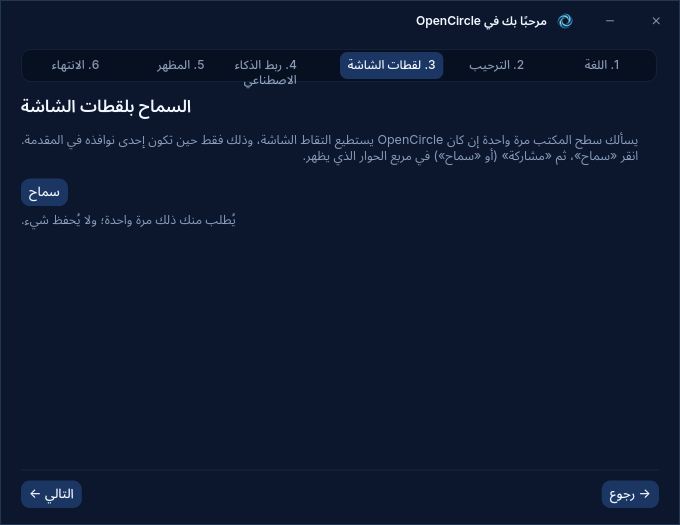 مرحبًا بك في OpenCircle
1. اللغة
2. الترحيب
3. لقطات الشاشة
4. ربط الذكاء
الاصطناعي
5. المظهر
6. الانتهاء
السماح بلقطات الشاشة
يسألك سطح المكتب مرة واحدة إن كان OpenCircle يستطيع التقاط الشاشة، وذلك فقط حين تكون إحدى نوافذه في المقدمة.
انقر «سماح»، ثم «مشاركة» (أو «سماح») في مربع الحوار الذي يظهر.
سماح
يُطلب منك ذلك مرة واحدة؛ ولا يُحفظ شيء.
→ رجوع
التالي ←